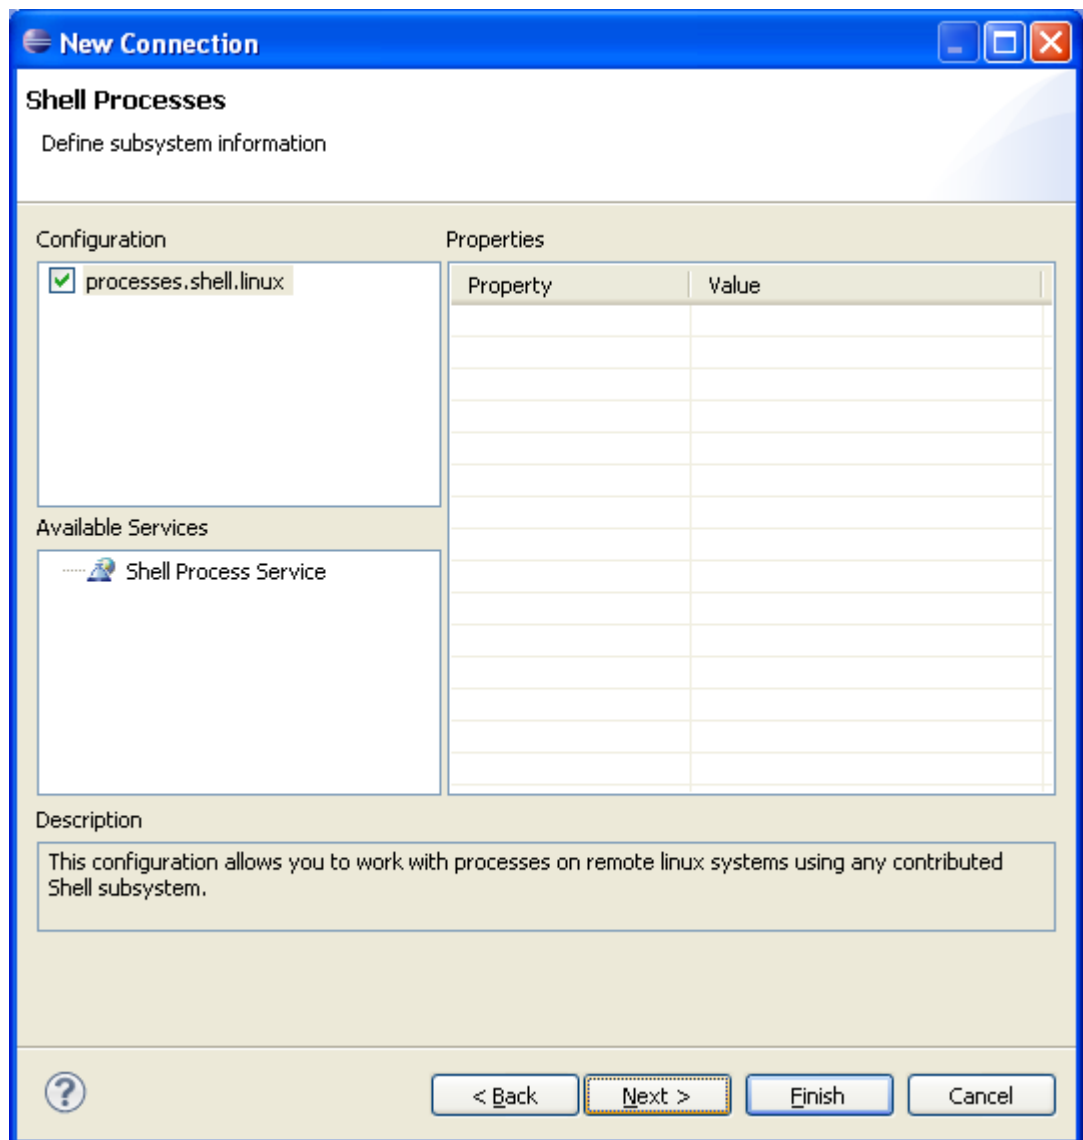 New Connection
Shell Processes
Define subsystem information
Configuration
Properties
processes.shell.linux
Property Value
Available Services
Shell Process Service
Description
This configuration allows you to work with processes on remote linux systems using any contributed
Shell subsystem.
? < Back Next > Finish Cancel